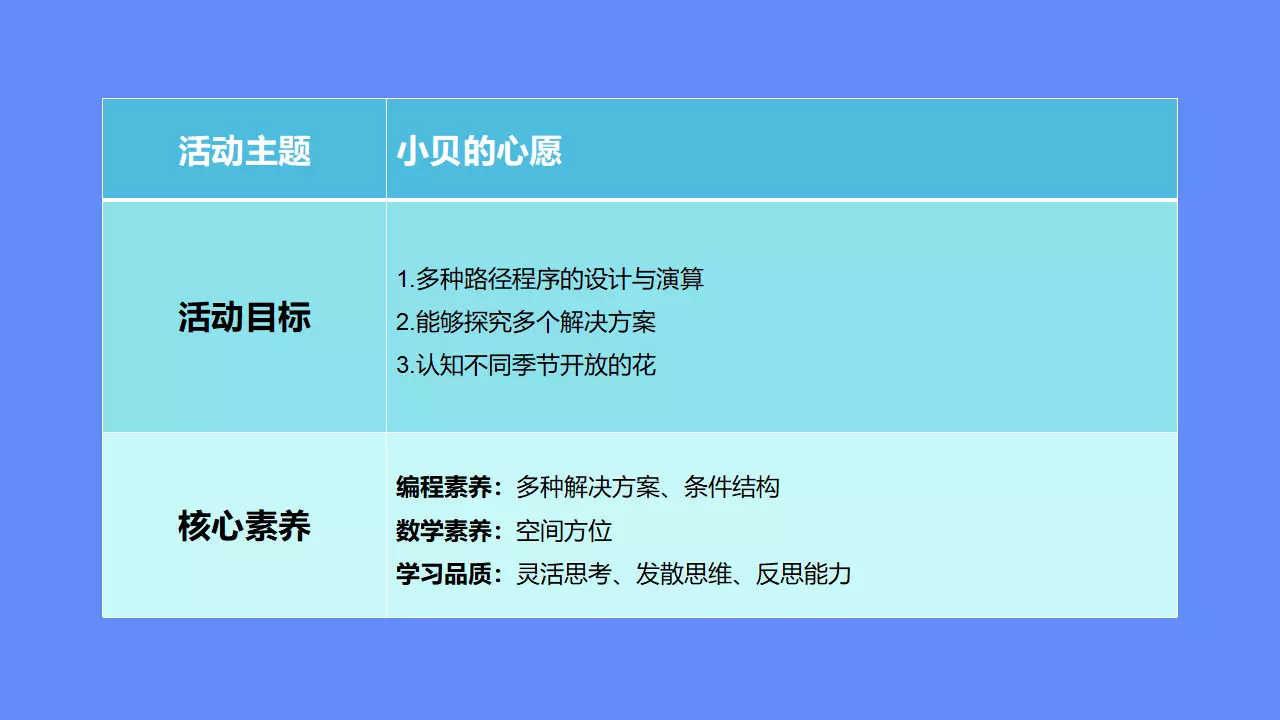 活动主题
小贝的心愿
活动目标
1.多种路径程序的设计与演算
2.能够探究多个解决方案
3.认知不同季节开放的花
核心素养
编程素养：多种解决方案、条件结构
数学素养：空间方位
学习品质：灵活思考、发散思维、反思能力